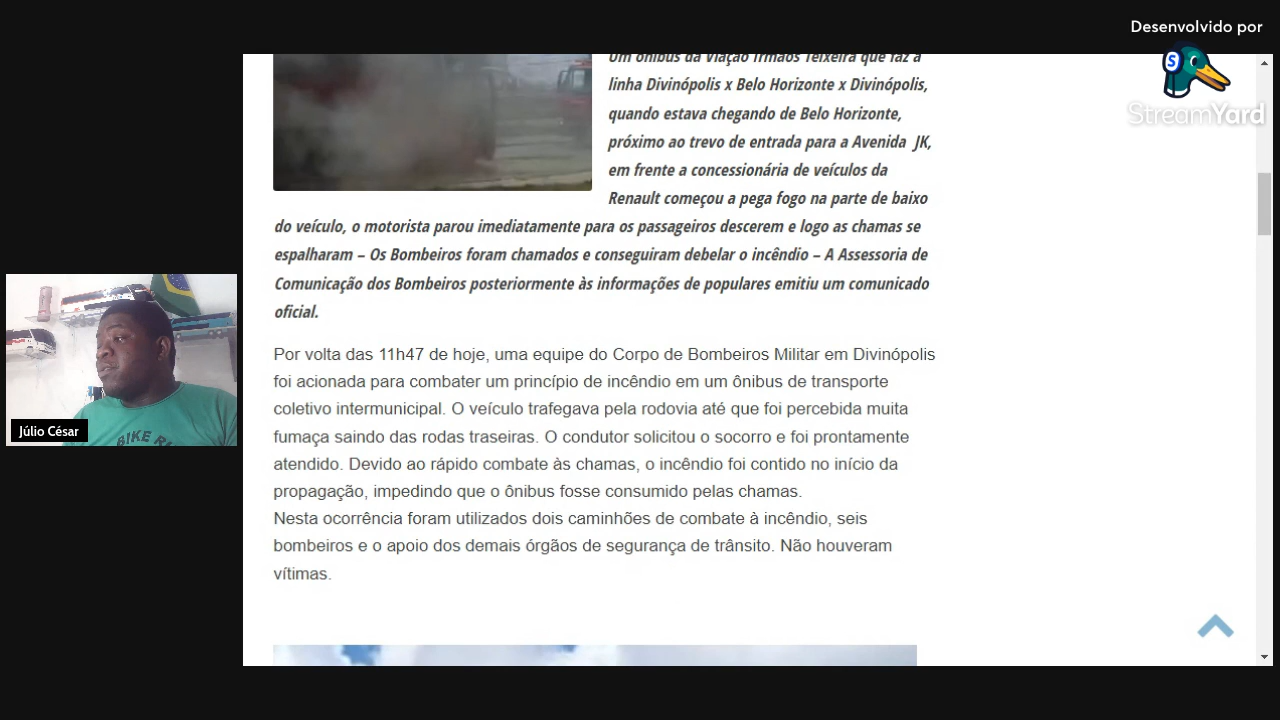 Desenvolvido por
StreamYard
Um ônibus da Viação Irmãos Teixeira que faz a
linha Divinópolis x Belo Horizonte x Divinópolis,
quando estava chegando de Belo Horizonte,
próximo ao trevo de entrada para a Avenida JK,
em frente a concessionária de veículos da
Renault começou a pega fogo na parte de baixo
do veículo, o motorista parou imediatamente para os passageiros descerem e logo as chamas se
espalharam – Os Bombeiros foram chamados e conseguiram debelar o incêndio – A Assessoria de
Comunicação dos Bombeiros posteriormente às informações de populares emitiu um comunicado
oficial.
Por volta das 11h47 de hoje, uma equipe do Corpo de Bombeiros Militar em Divinópolis
foi acionada para combater um princípio de incêndio em um ônibus de transporte
coletivo intermunicipal. O veículo trafegava pela rodovia até que foi percebida muita
fumaça saindo das rodas traseiras. O condutor solicitou o socorro e foi prontamente
atendido. Devido ao rápido combate às chamas, o incêndio foi contido no início da
propagação, impedindo que o ônibus fosse consumido pelas chamas.
Nesta ocorrência foram utilizados dois caminhões de combate à incêndio, seis
bombeiros e o apoio dos demais órgãos de segurança de trânsito. Não houveram
vítimas.
Júlio César
BIKE